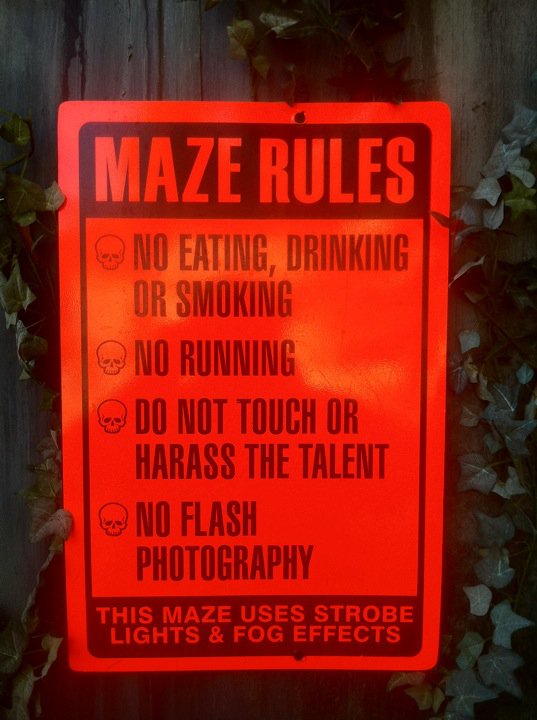 MAZE RULES
NO EATING, DRINKING
OR SMOKING
NO RUNNING
DO NOT TOUCH OR
HARASS THE TALENT
NO FLASH
PHOTOGRAPHY
THIS MAZE USES STROBE
LIGHTS & FOG EFFECTS